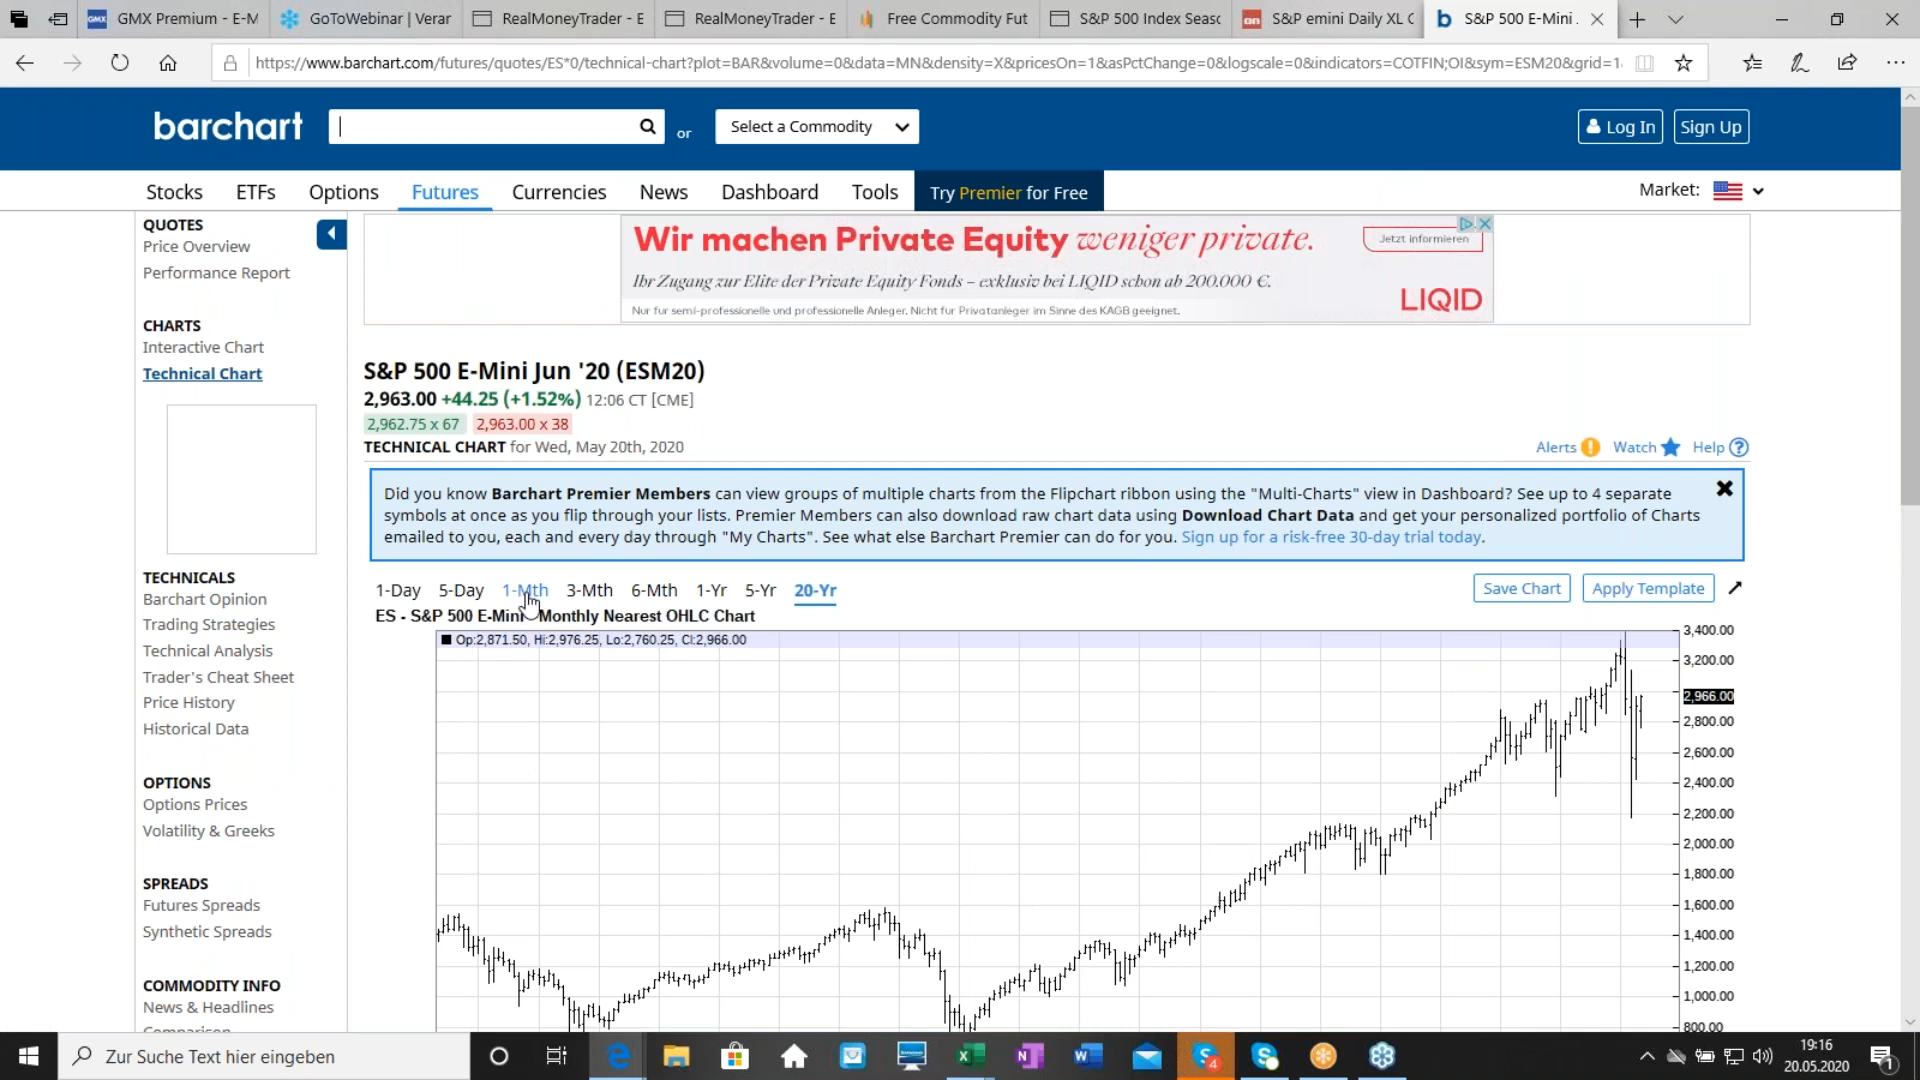 GMX Premium - E-M
GoToWebinar | Verar
RealMoneyTrader - E
RealMoneyTrader - E
Free Commodity Fut
S&P 500 Index Seaso
S&P emini Daily XL C
S&P 500 E-Mini
https://www.barchart.com/futures/quotes/ES*0/technical-chart?plot=BAR&volume=0&data=MN&density=X&pricesOn=1&asPctChange=0&logscale=0&indicators=COTFIN;OI&sym=ESM20&grid=1
barchart
or
Select a Commodity
Log In
Sign Up
Stocks ETFs Options Futures Currencies News Dashboard Tools Try Premier for Free
Market:
QUOTES
Price Overview
Performance Report
CHARTS
Interactive Chart
Technical Chart
TECHNICALS
Barchart Opinion
Trading Strategies
Technical Analysis
Trader's Cheat Sheet
Price History
Historical Data
OPTIONS
Options Prices
Volatility & Greeks
SPREADS
Futures Spreads
Synthetic Spreads
COMMODITY INFO
News & Headlines
Comparison
Wir machen Private Equity weniger private.
Jetzt informieren
Ihr Zugang zur Elite der Private Equity Fonds – exklusiv bei LIQID schon ab 200.000 €.
LIQID
Nur für semi-professionelle und professionelle Anleger. Nicht für Privatanleger im Sinne des KAGB geeignet.
S&P 500 E-Mini Jun '20 (ESM20)
2,963.00 +44.25 (+1.52%) 12:06 CT [CME]
2,962.75 x 67 2,963.00 x 38
TECHNICAL CHART for Wed, May 20th, 2020
Alerts Watch Help
Did you know Barchart Premier Members can view groups of multiple charts from the Flipchart ribbon using the "Multi-Charts" view in Dashboard? See up to 4 separate
symbols at once as you flip through your lists. Premier Members can also download raw chart data using Download Chart Data and get your personalized portfolio of Charts
emailed to you, each and every day through "My Charts". See what else Barchart Premier can do for you. Sign up for a risk-free 30-day trial today.
1-Day 5-Day 1-Mth 3-Mth 6-Mth 1-Yr 5-Yr 20-Yr
Save Chart
Apply Template
ES - S&P 500 E-Mini - Monthly Nearest OHLC Chart
Op:2,871.50, Hi:2,976.25, Lo:2,760.25, Cl:2,966.00
3,400.00
3,200.00
2,966.00
2,800.00
2,600.00
2,400.00
2,200.00
2,000.00
1,800.00
1,600.00
1,400.00
1,200.00
1,000.00
800.00
Zur Suche Text hier eingeben
4
19:16
20.05.2020
1